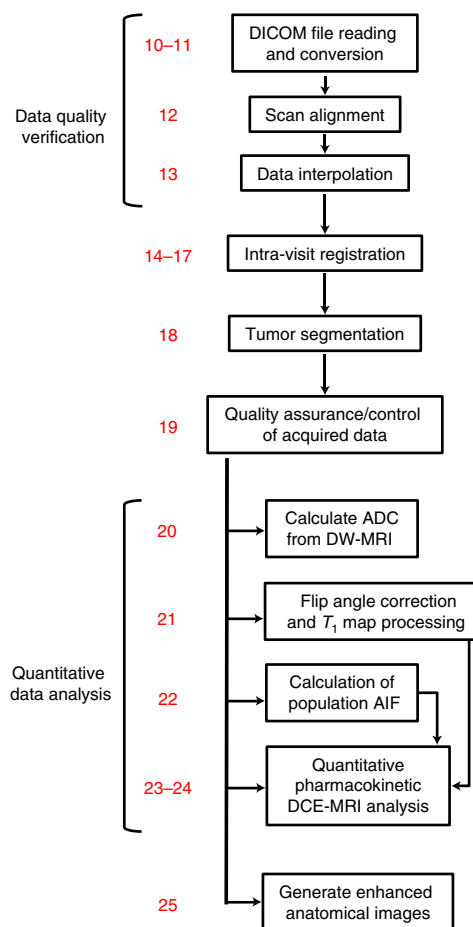 10–11
DICOM file reading
and conversion
Data quality
verification
12
Scan alignment
13
Data interpolation
14–17
Intra-visit registration
18
Tumor segmentation
19
Quality assurance/control
of acquired data
Quantitative
data analysis
20
Calculate ADC
from DW-MRI
21
Flip angle correction
and T1 map processing
22
Calculation of
population AIF
23–24
Quantitative
pharmacokinetic
DCE-MRI analysis
25
Generate enhanced
anatomical images